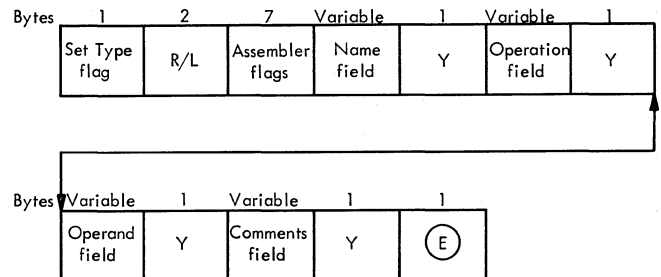 Bytes 1 2 7 Variable 1 Variable 1
Set Type flag R/L Assembler flags Name field Y Operation field Y
Bytes Variable 1 Variable 1 1
Operand field Y Comments field Y E